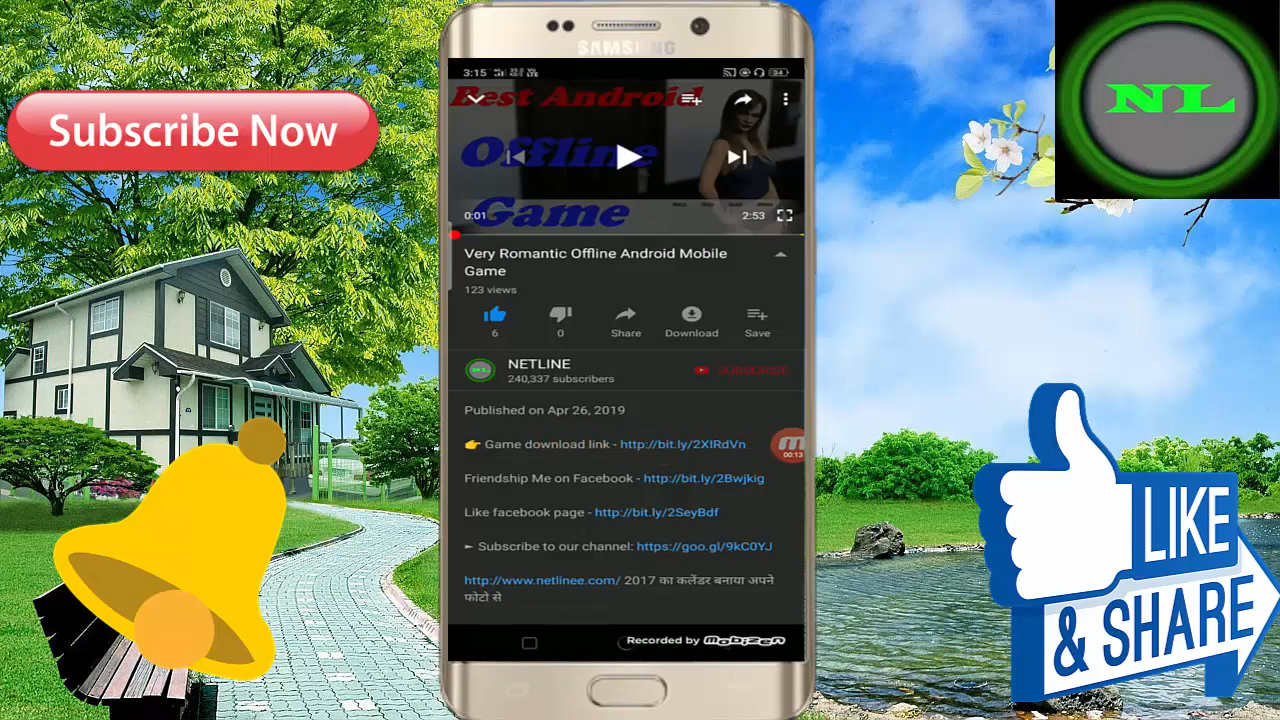 Subscribe Now
NL
SAMSUNG
3:15
Best Android
Offline
Game
0:01
2:53
Very Romantic Offline Android Mobile
Game
123 views
6
0
Share
Download
Save
NETLINE
240,337 subscribers
SUBSCRIBE
Published on Apr 26, 2019
👉 Game download link - http://bit.ly/2XIRdVn
00:13
Friendship Me on Facebook - http://bit.ly/2Bwjkig
Like facebook page - http://bit.ly/2SeyBdf
► Subscribe to our channel: https://goo.gl/9kC0YJ
http://www.netlinee.com/ 2017 का कलेंडर बनाया अपने
फोटो से
Recorded by mobizen
LIKE
& SHARE